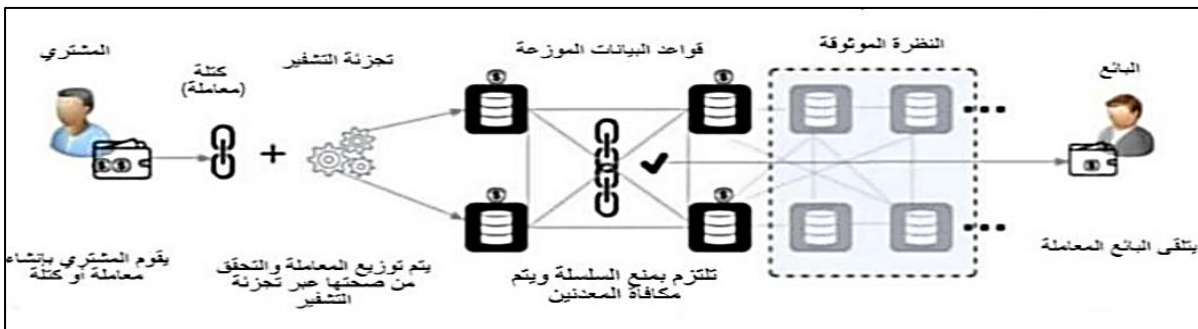 المشتري
كتلة
(معاملة)
تجزئة التشفير
قواعد البيانات الموزعة
النظرة الموثوقة
البائع
يقوم المشتري بإنشاء
معاملة أو كتلة
يتم توزيع المعاملة والتحقق
من صحتها عبر تجزئة
التشفير
تلتزم بمنع السلسلة ويتم
مكافأة المعدنين
يتلقى البائع المعاملة